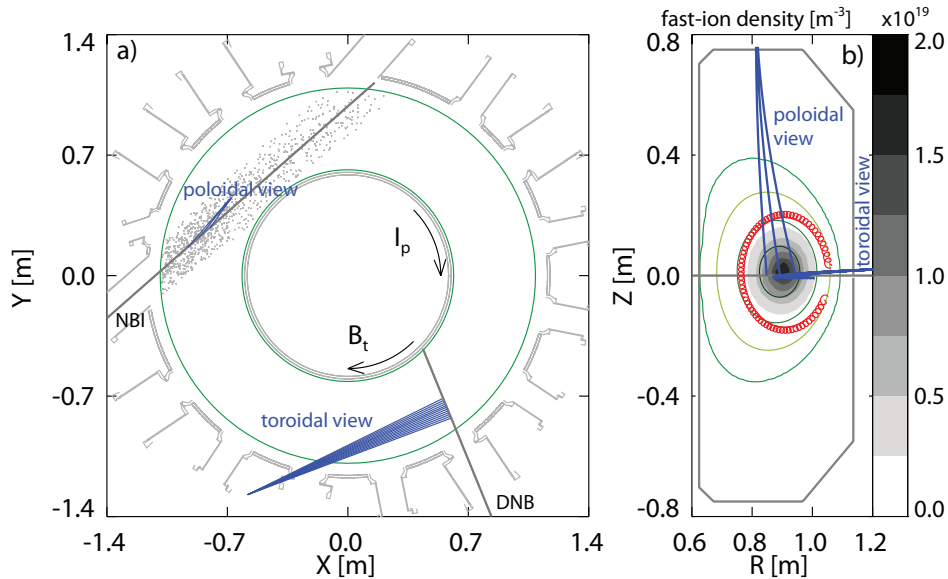 fast-ion density [m⁻³]
x10¹⁹
a)
1.4
0.7
0.0
-0.7
-1.4
Y [m]
-1.4
-0.7
0.0
0.7
1.4
X [m]
poloidal view
NBI
Iₚ
Bₜ
toroidal view
DNB
b)
0.8
0.4
0.0
-0.4
-0.8
Z [m]
0.6
0.8
1.0
1.2
R [m]
poloidal
view
toroidal view
2.0
1.5
1.0
0.5
0.0